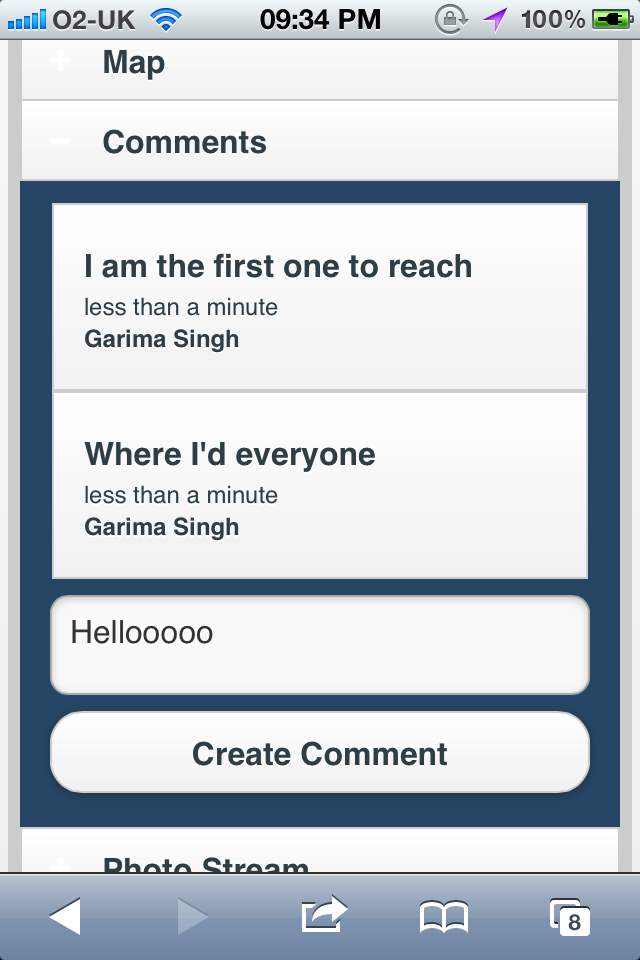 O2-UK 09:34 PM 100%
Map
Comments
I am the first one to reach
less than a minute
Garima Singh
Where I'd everyone
less than a minute
Garima Singh
Hellooooo
Create Comment
Photo Stream
8